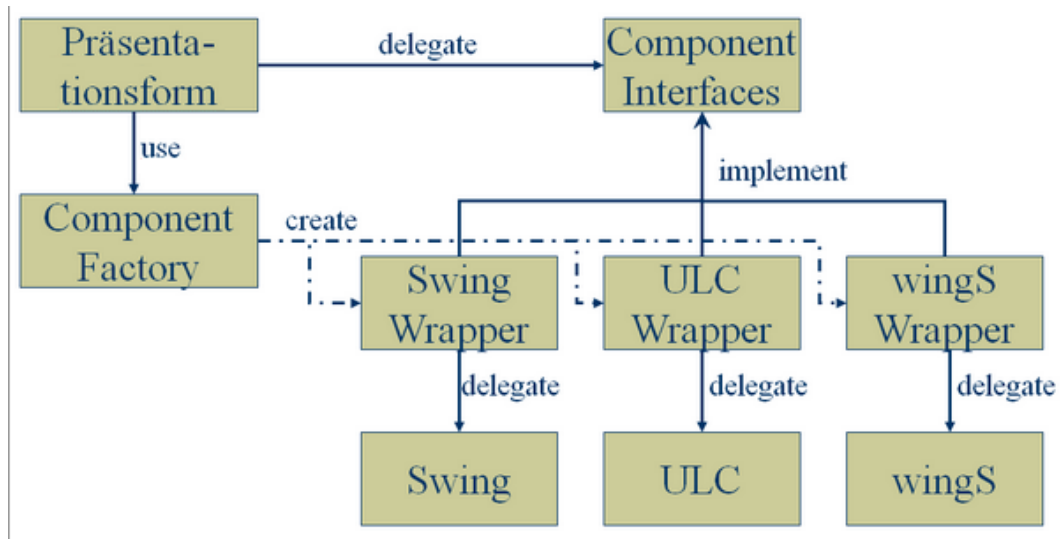 Präsenta-
tionsform
delegate
Component
Interfaces
use
implement
Component
Factory
create
Swing
Wrapper
ULC
Wrapper
wingS
Wrapper
delegate
delegate
delegate
Swing
ULC
wingS